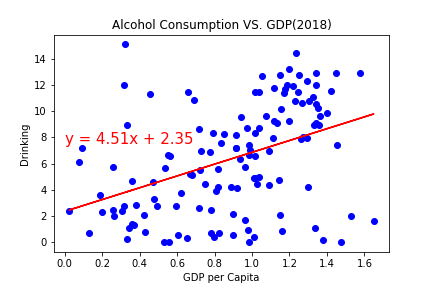 Alcohol Consumption VS. GDP(2018)
Drinking
14
12
10
8
6
4
2
0
y = 4.51x + 2.35
0.0 0.2 0.4 0.6 0.8 1.0 1.2 1.4 1.6
GDP per Capita